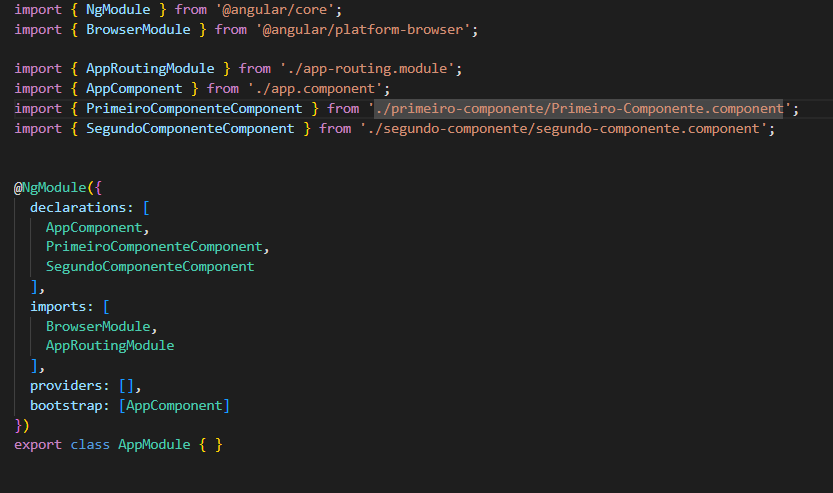 import { NgModule } from '@angular/core';
import { BrowserModule } from '@angular/platform-browser';
import { AppRoutingModule } from './app-routing.module';
import { AppComponent } from './app.component';
import { PrimeiroComponenteComponent } from './primeiro-componente/Primeiro-Componente.component';
import { SegundoComponenteComponent } from './segundo-componente/segundo-componente.component';
@NgModule({
declarations: [
AppComponent,
PrimeiroComponenteComponent,
SegundoComponenteComponent
],
imports: [
BrowserModule,
AppRoutingModule
],
providers: [],
bootstrap: [AppComponent]
})
export class AppModule { }